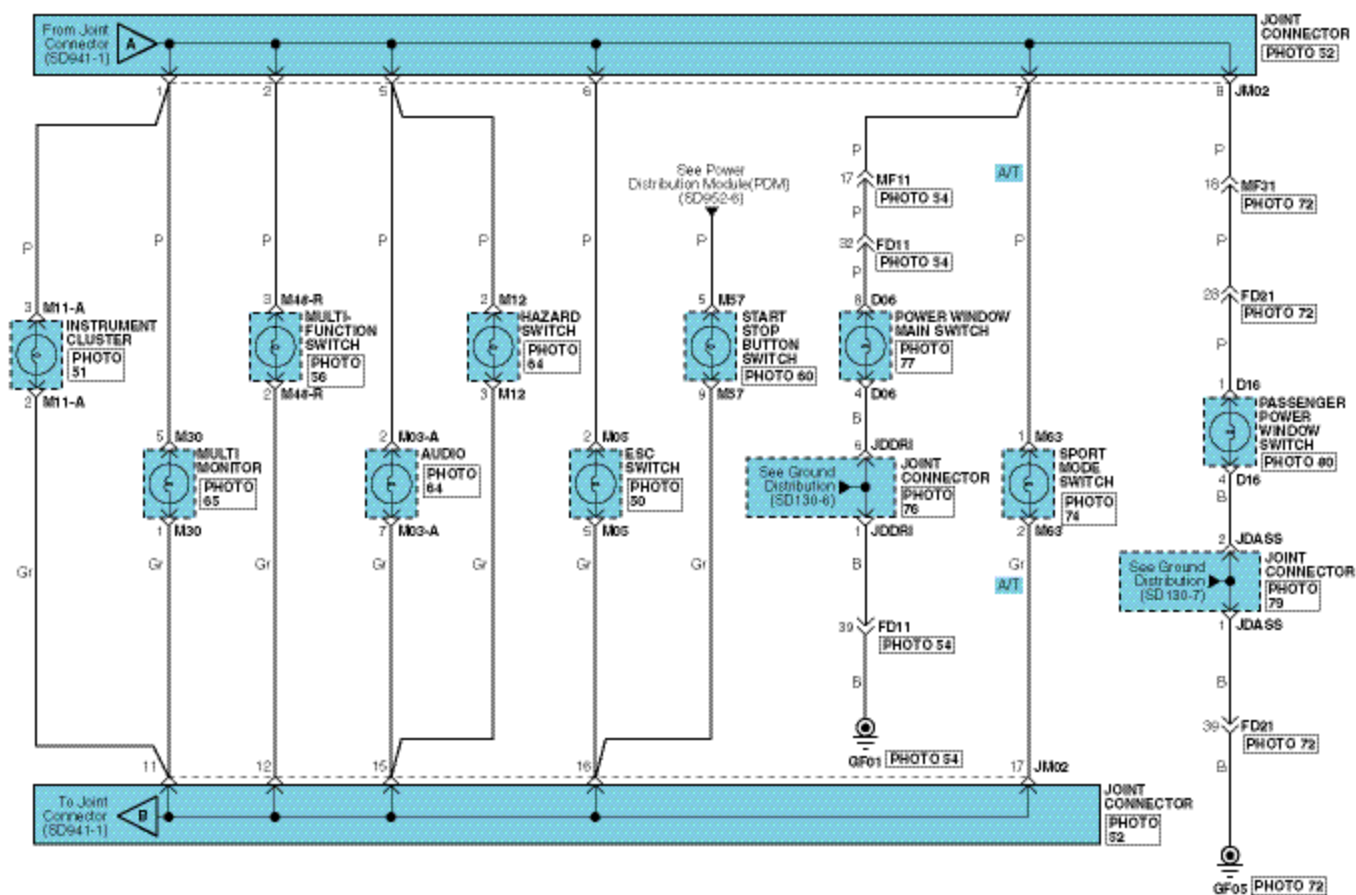 From Joint
Connector
(SD941-1)
A
JOINT
CONNECTOR
PHOTO 52
1
2
5
6
7
8
JM02
See Power
Distribution Module(PDM)
(SD952-6)
P
17
MF11
PHOTO 54
A/T
P
18
MF31
PHOTO 72
P
P
P
P
P
P
P
P
32
FD11
PHOTO 54
P
P
P
28
FD21
PHOTO 72
P
3
M11-A
INSTRUMENT
CLUSTER
PHOTO
51
2
M11-A
3
M48-R
MULTI-
FUNCTION
SWITCH
PHOTO
56
2
M48-R
2
M12
HAZARD
SWITCH
PHOTO
64
3
M12
5
M57
START
STOP
BUTTON
SWITCH
PHOTO 60
9
M57
8
D06
POWER WINDOW
MAIN SWITCH
PHOTO
77
4
D06
B
1
D16
PASSENGER
POWER
WINDOW
SWITCH
PHOTO 80
4
D16
B
5
M30
MULTI
MONITOR
PHOTO
65
1
M30
2
M03-A
AUDIO
PHOTO
64
7
M03-A
2
M05
ESC
SWITCH
PHOTO
50
5
M05
6
JDDRI
See Ground
Distribution
(SD130-6)
JOINT
CONNECTOR
PHOTO
76
1
JDDRI
1
M63
SPORT
MODE
SWITCH
PHOTO
74
2
M63
2
JDASS
See Ground
Distribution
(SD130-7)
JOINT
CONNECTOR
PHOTO
79
1
JDASS
Gr
Gr
Gr
Gr
Gr
Gr
Gr
B
Gr
A/T
39
FD11
PHOTO 54
B
B
39
FD21
PHOTO 72
B
GF01
PHOTO 54
11
12
15
16
17
JM02
To Joint
Connector
(SD941-1)
B
JOINT
CONNECTOR
PHOTO
52
GF05
PHOTO 72